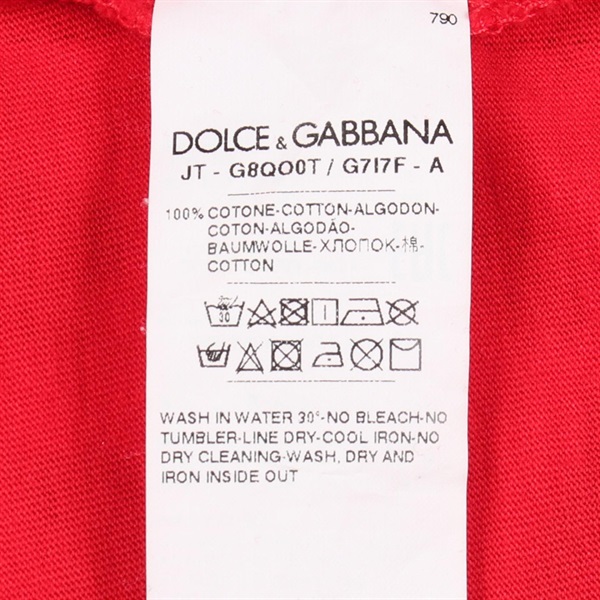 790
DOLCE & GABBANA
JT - G8QO0T / G7I7F - A
100% COTONE-COTTON-ALGODON-
COTON-ALGODÃO-
BAUMWOLLE-ХЛОПОК-棉-
COTTON
30
WASH IN WATER 30°-NO BLEACH-NO
TUMBLER-LINE DRY-COOL IRON-NO
DRY CLEANING-WASH, DRY AND
IRON INSIDE OUT